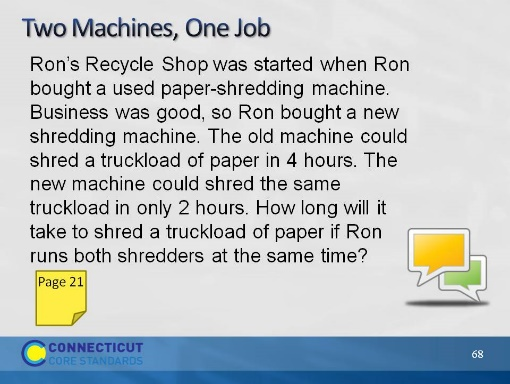 Two Machines, One Job
Ron's Recycle Shop was started when Ron
bought a used paper-shredding machine.
Business was good, so Ron bought a new
shredding machine. The old machine could
shred a truckload of paper in 4 hours. The
new machine could shred the same
truckload in only 2 hours. How long will it
take to shred a truckload of paper if Ron
runs both shredders at the same time?
Page 21
CONNECTICUT
CORE STANDARDS
68